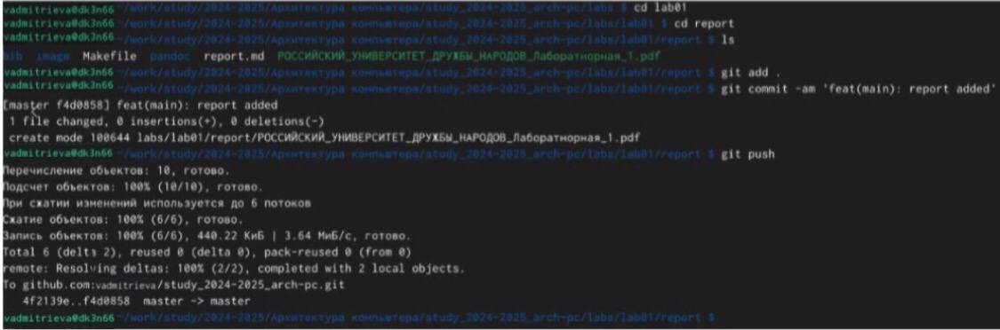 vadmitrieva@dk3n66 ~/work/study/2024-2025/Архитектура компьютера/study_2024-2025_arch-pc/labs $ cd lab01
vadmitrieva@dk3n66 ~/work/study/2024-2025/Архитектура компьютера/study_2024-2025_arch-pc/labs/lab01 $ cd report
vadmitrieva@dk3n66 ~/work/study/2024-2025/Архитектура компьютера/study_2024-2025_arch-pc/labs/lab01/report $ ls
bib image Makefile pandoc report.md РОССИЙСКИЙ_УНИВЕРСИТЕТ_ДРУЖБЫ_НАРОДОВ_Лаборатнорная_1.pdf
vadmitrieva@dk3n66 ~/work/study/2024-2025/Архитектура компьютера/study_2024-2025_arch-pc/labs/lab01/report $ git add .
vadmitrieva@dk3n66 ~/work/study/2024-2025/Архитектура компьютера/study_2024-2025_arch-pc/labs/lab01/report $ git commit -am 'feat(main): report added'
[master f4d0858] feat(main): report added
1 file changed, 0 insertions(+), 0 deletions(-)
create mode 100644 labs/lab01/report/РОССИЙСКИЙ_УНИВЕРСИТЕТ_ДРУЖБЫ_НАРОДОВ_Лаборатнорная_1.pdf
vadmitrieva@dk3n66 ~/work/study/2024-2025/Архитектура компьютера/study_2024-2025_arch-pc/labs/lab01/report $ git push
Перечисление объектов: 10, готово.
Подсчет объектов: 100% (10/10), готово.
При сжатии изменений используется до 6 потоков
Сжатие объектов: 100% (6/6), готово.
Запись объектов: 100% (6/6), 440.22 КиБ | 3.64 МиБ/с, готово.
Total 6 (delta 2), reused 0 (delta 0), pack-reused 0 (from 0)
remote: Resolving deltas: 100% (2/2), completed with 2 local objects.
To github.com:vadmitrieva/study_2024-2025_arch-pc.git
4f2139e..f4d0858 master -> master
vadmitrieva@dk3n66 ~/work/study/2024-2025/Архитектура компьютера/study_2024-2025_arch-pc/labs/lab01/report $